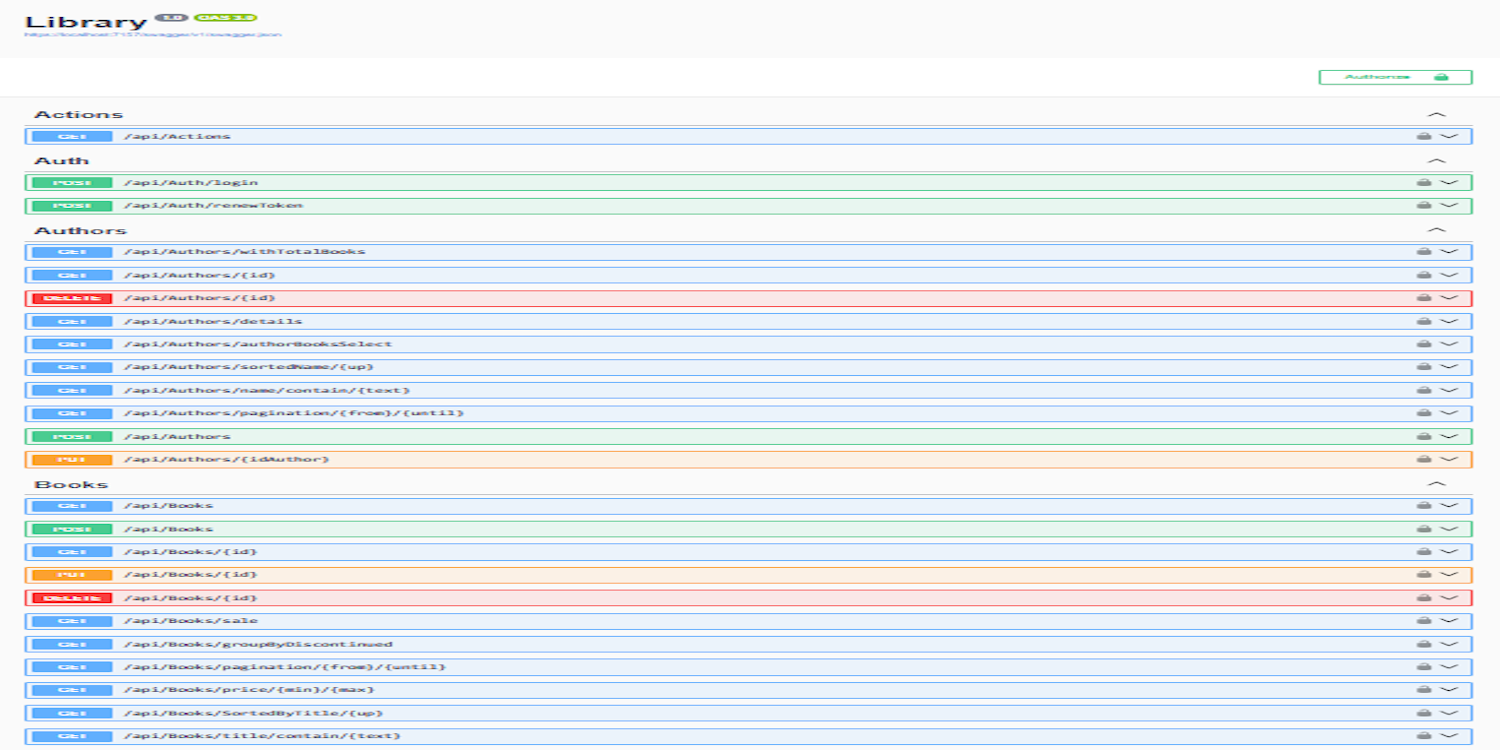 Library 1.0 OAS 3.0
https://localhost:7157/swagger/v1/swagger.json
Authorize
Actions
GET /api/Actions
Auth
POST /api/Auth/login
POST /api/Auth/renewToken
Authors
GET /api/Authors/withTotalBooks
GET /api/Authors/{id}
DELETE /api/Authors/{id}
GET /api/Authors/details
GET /api/Authors/authorBooksSelect
GET /api/Authors/sortedName/{up}
GET /api/Authors/name/contain/{text}
GET /api/Authors/pagination/{from}/{until}
POST /api/Authors
PUT /api/Authors/{idAuthor}
Books
GET /api/Books
POST /api/Books
GET /api/Books/{id}
PUT /api/Books/{id}
DELETE /api/Books/{id}
GET /api/Books/sale
GET /api/Books/groupByDiscontinued
GET /api/Books/pagination/{from}/{until}
GET /api/Books/price/{min}/{max}
GET /api/Books/SortedByTitle/{up}
GET /api/Books/title/contain/{text}